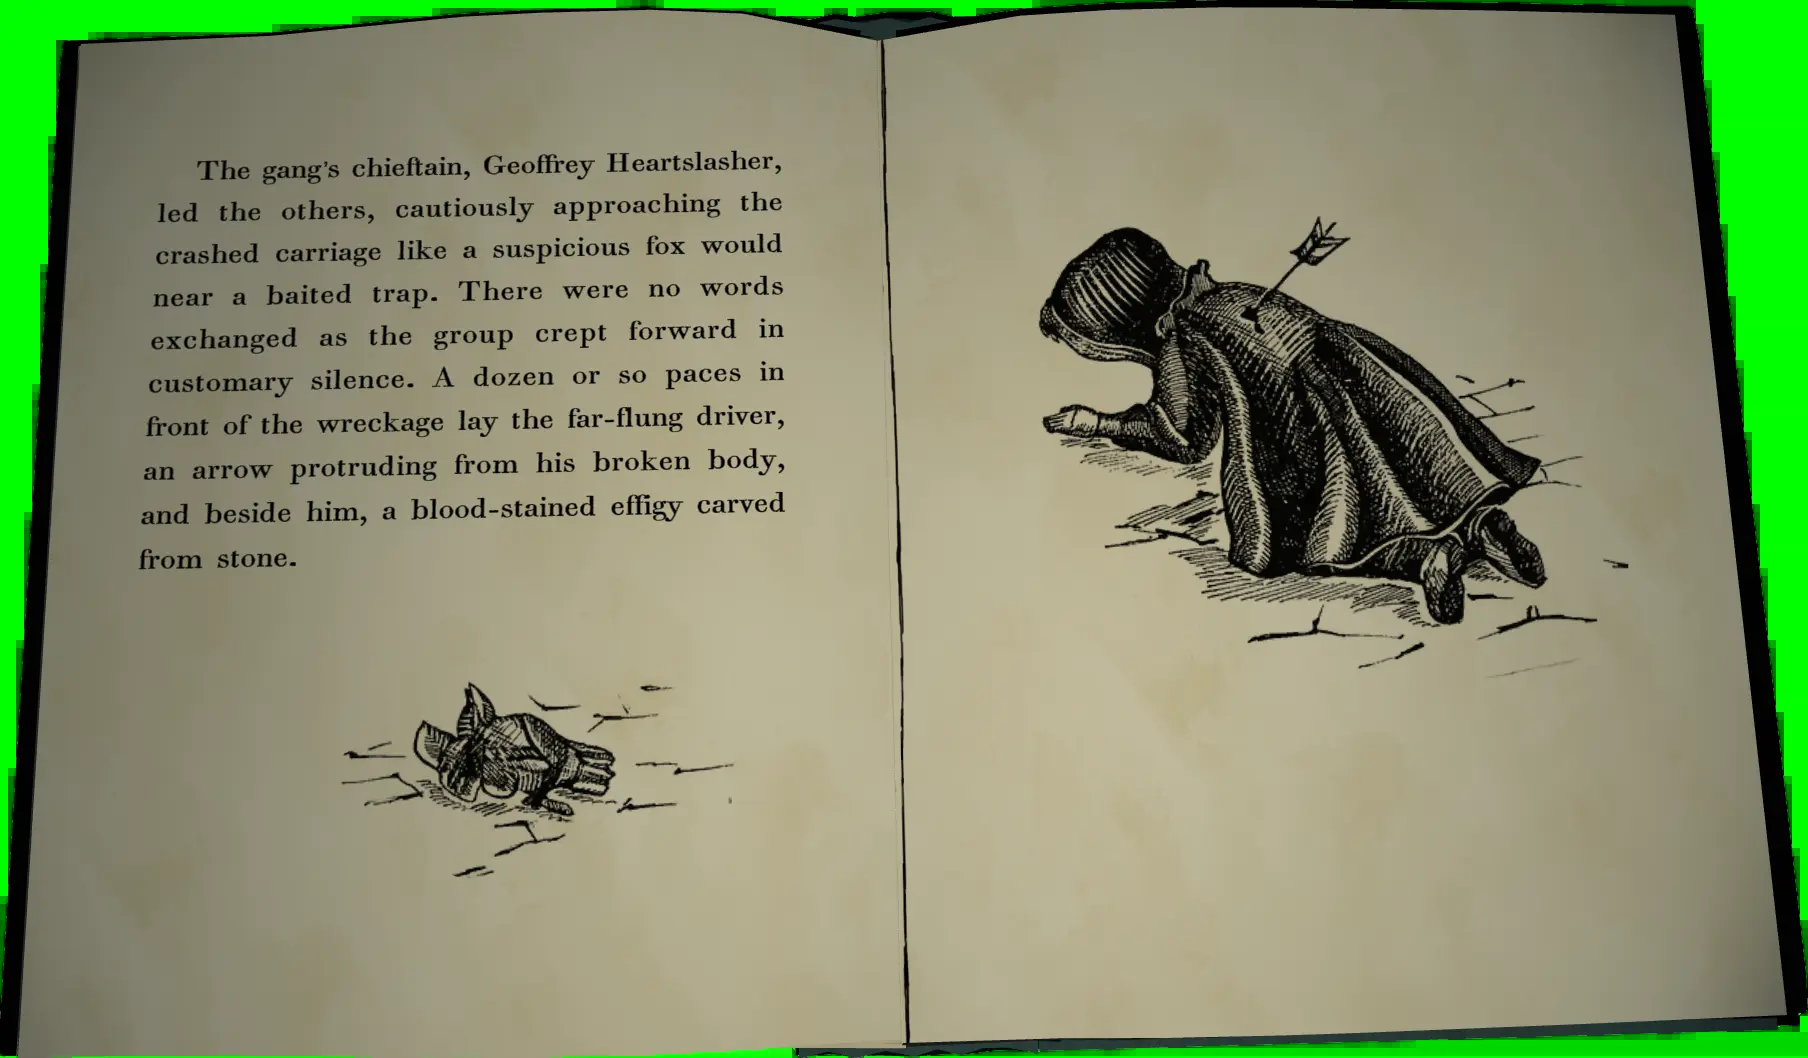 The gang's chieftain, Geoffrey Heartslasher,
led the others, cautiously approaching the
crashed carriage like a suspicious fox would
near a baited trap. There were no words
exchanged as the group crept forward in
customary silence. A dozen or so paces in
front of the wreckage lay the far-flung driver,
an arrow protruding from his broken body,
and beside him, a blood-stained effigy carved
from stone.